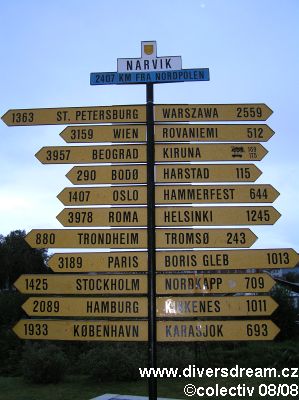 NARVIK
2407 KM FRA NORDPOLEN
1363 ST. PETERSBURG
WARSZAWA 2559
3159 WIEN
ROVANIEMI 512
3957 BEOGRAD
KIRUNA 169 175
290 BODØ
HARSTAD 115
1407 OSLO
HAMMERFEST 644
3978 ROMA
HELSINKI 1245
880 TRONDHEIM
TROMSØ 243
3189 PARIS
BORIS GLEB 1013
1425 STOCKHOLM
NORDKAPP 709
2089 HAMBURG
KIRKENES 1011
1933 KØBENHAVN
KARASJOK 693
www.diversdream.cz
©colectiv 08/08